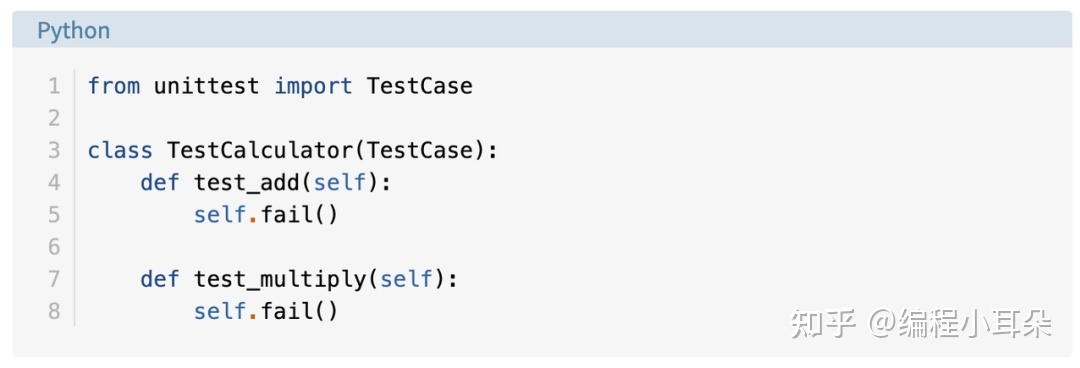 Python
1 from unittest import TestCase
2
3 class TestCalculator(TestCase):
4     def test_add(self):
5         self.fail()
6
7     def test_multiply(self):
8         self.fail()
知乎 @编程小耳朵